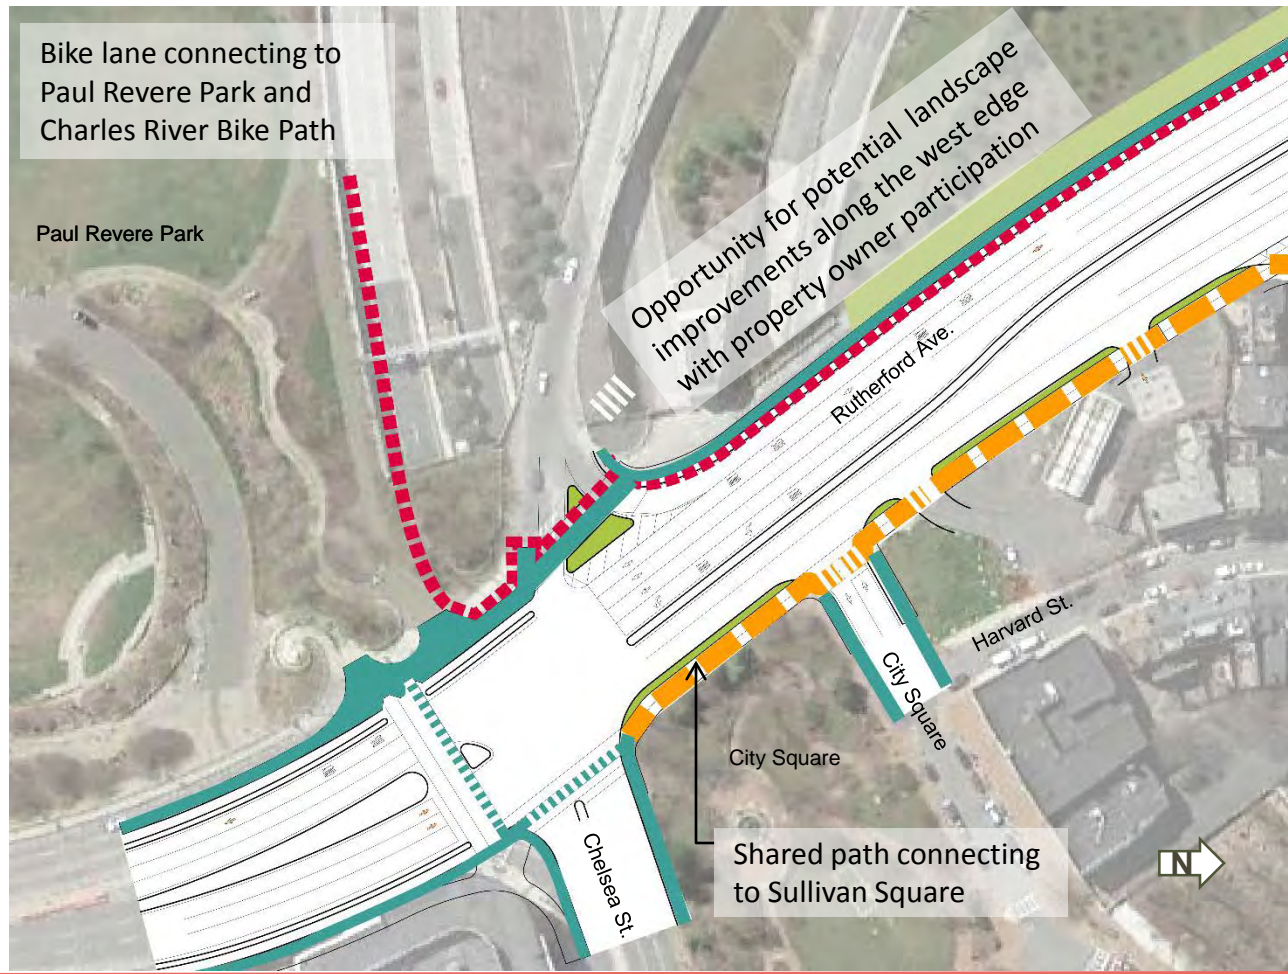 Bike lane connecting to
Paul Revere Park and
Charles River Bike Path
Paul Revere Park
Opportunity for potential landscape
improvements along the west edge
with property owner participation
Rutherford Ave.
Harvard St.
City Square
City Square
Chelsea St.
Shared path connecting
to Sullivan Square
N